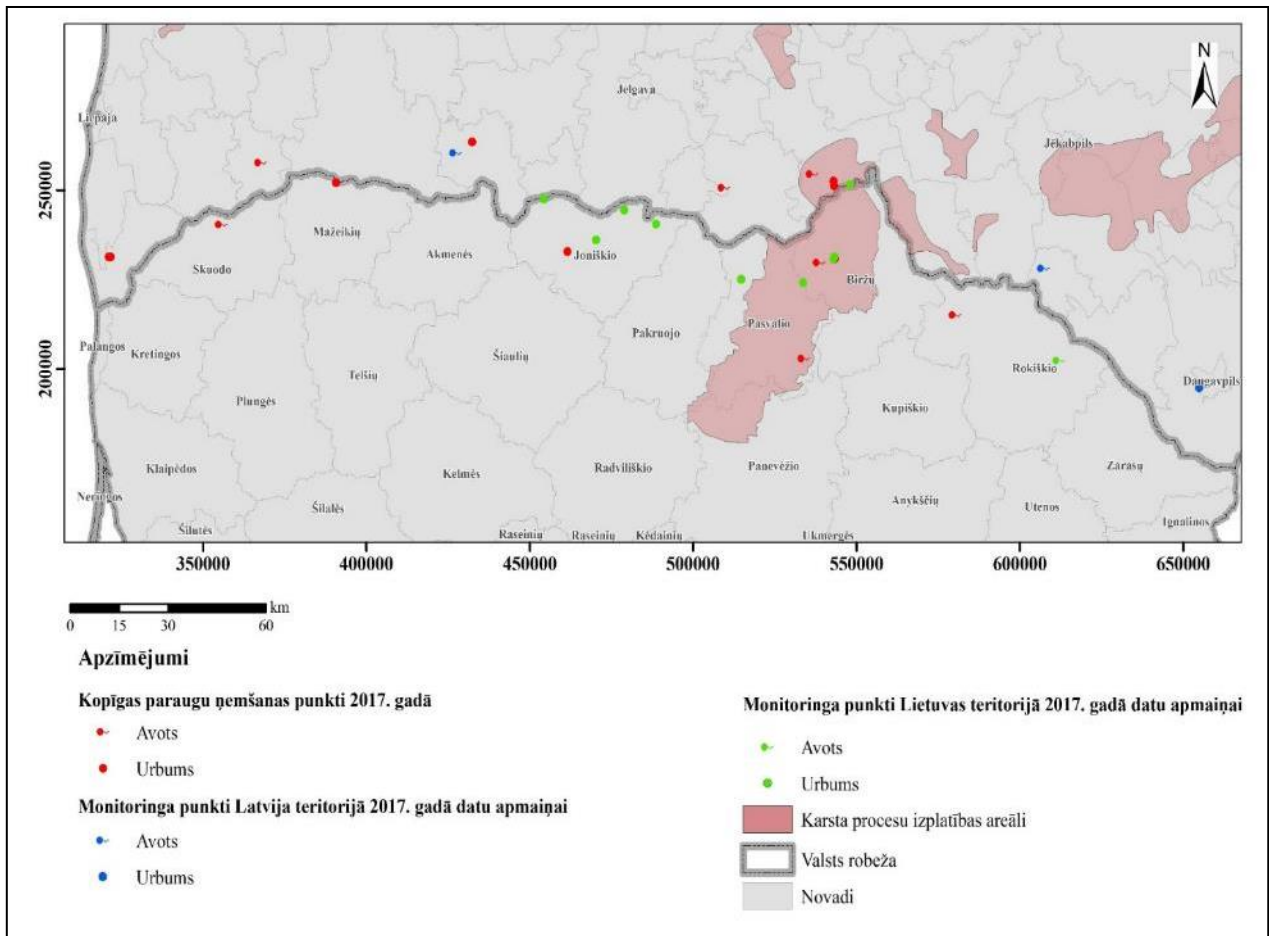 N
Jelgava
Liepāja
Jēkabpils
250000
Mažeikių
Akmenės
Joniškio
Skuodo
Biržų
Pasvalio
Palangos
Kretingos
Šiaulių
Pakruojo
200000
Telšių
Rokiškio
Daugavpils
Plungės
Kupiškio
Klaipėdos
Kelmės
Radviliškio
Panevėžio
Zarasų
Neringos
Šilalės
Anykščių
Utenos
Ignalinos
Šilutės
Raseinių
Raseinių
Kėdainių
Ukmergės
350000 400000 450000 500000 550000 600000 650000
km
0 15 30 60
Apzīmējumi
Kopīgas paraugu ņemšanas punkti 2017. gadā
Avots
Urbums
Monitoringa punkti Latvija teritorijā 2017. gadā datu apmaiņai
Avots
Urbums
Monitoringa punkti Lietuvas teritorijā 2017. gadā datu apmaiņai
Avots
Urbums
Karsta procesu izplatības areāli
Valsts robeža
Novadi